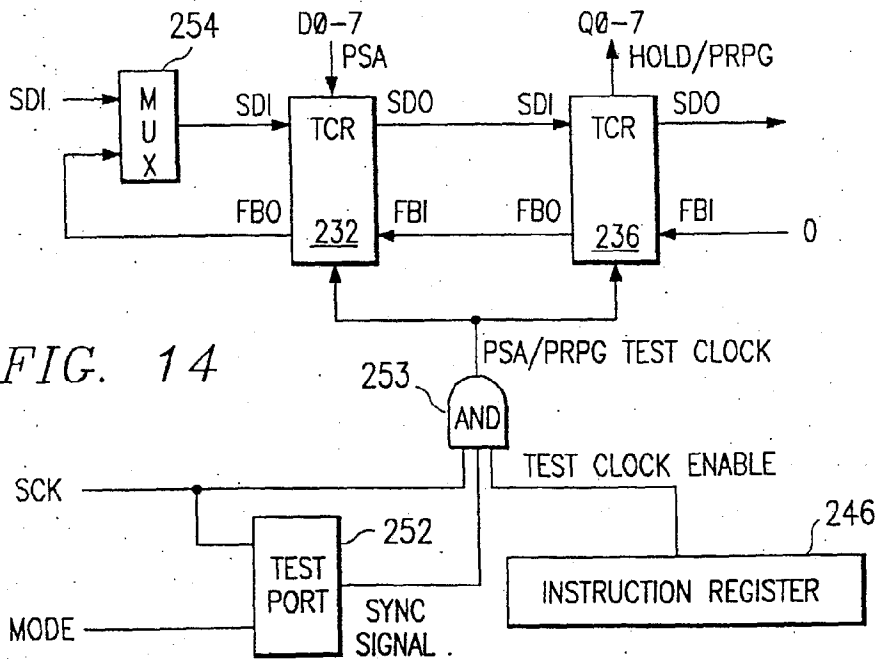 254
D0-7
Q0-7
PSA
HOLD/PRPG
SDI
MUX
SDI
TCR
SDO
SDI
TCR
SDO
FBO
232
FBI
FBO
236
FBI
0
FIG. 14
PSA/PRPG TEST CLOCK
253
AND
TEST CLOCK ENABLE
SCK
252
246
TEST
PORT
INSTRUCTION REGISTER
SYNC
SIGNAL
MODE